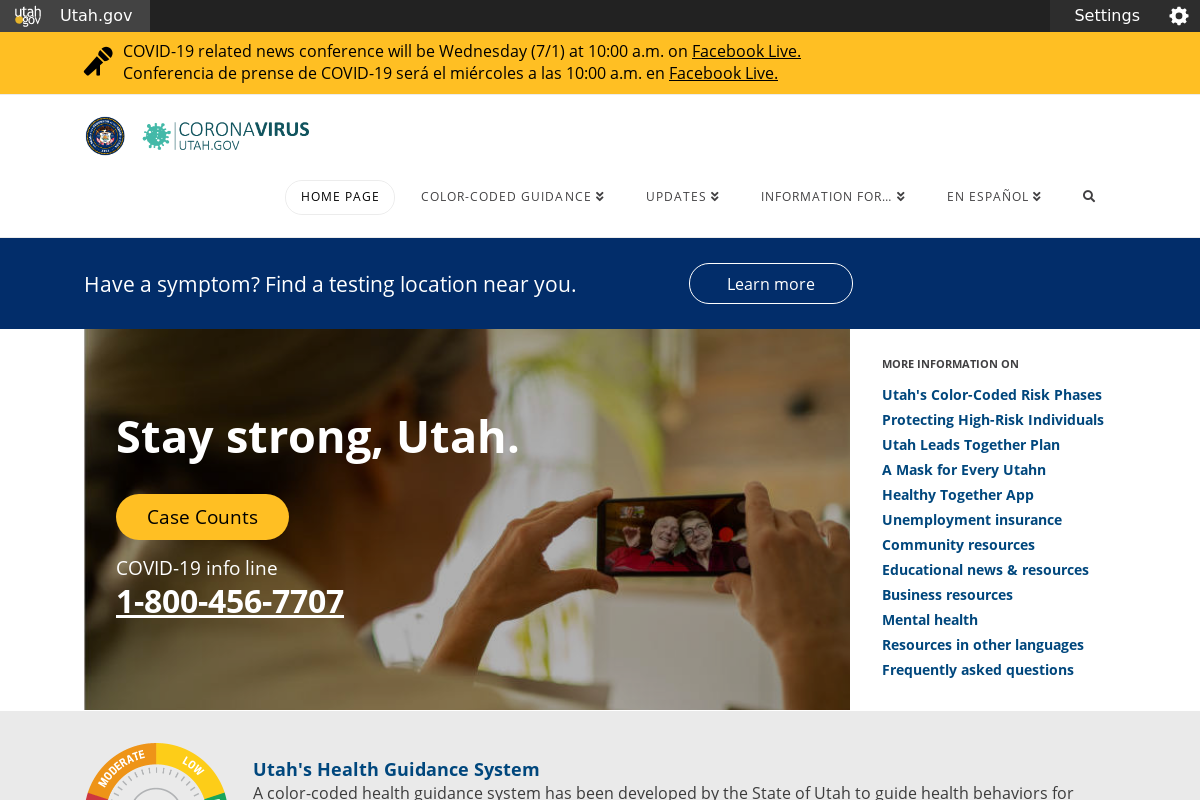 utah
gov
Utah.gov
Settings
COVID-19 related news conference will be Wednesday (7/1) at 10:00 a.m. on Facebook Live.
Conferencia de prense de COVID-19 será el miércoles a las 10:00 a.m. en Facebook Live.
CORONAVIRUS
UTAH.GOV
HOME PAGE
COLOR-CODED GUIDANCE
UPDATES
INFORMATION FOR…
EN ESPAÑOL
Have a symptom? Find a testing location near you.
Learn more
Stay strong, Utah.
Case Counts
COVID-19 info line
1-800-456-7707
MORE INFORMATION ON
Utah's Color-Coded Risk Phases
Protecting High-Risk Individuals
Utah Leads Together Plan
A Mask for Every Utahn
Healthy Together App
Unemployment insurance
Community resources
Educational news & resources
Business resources
Mental health
Resources in other languages
Frequently asked questions
MODERATE
LOW
Utah's Health Guidance System
A color-coded health guidance system has been developed by the State of Utah to guide health behaviors for